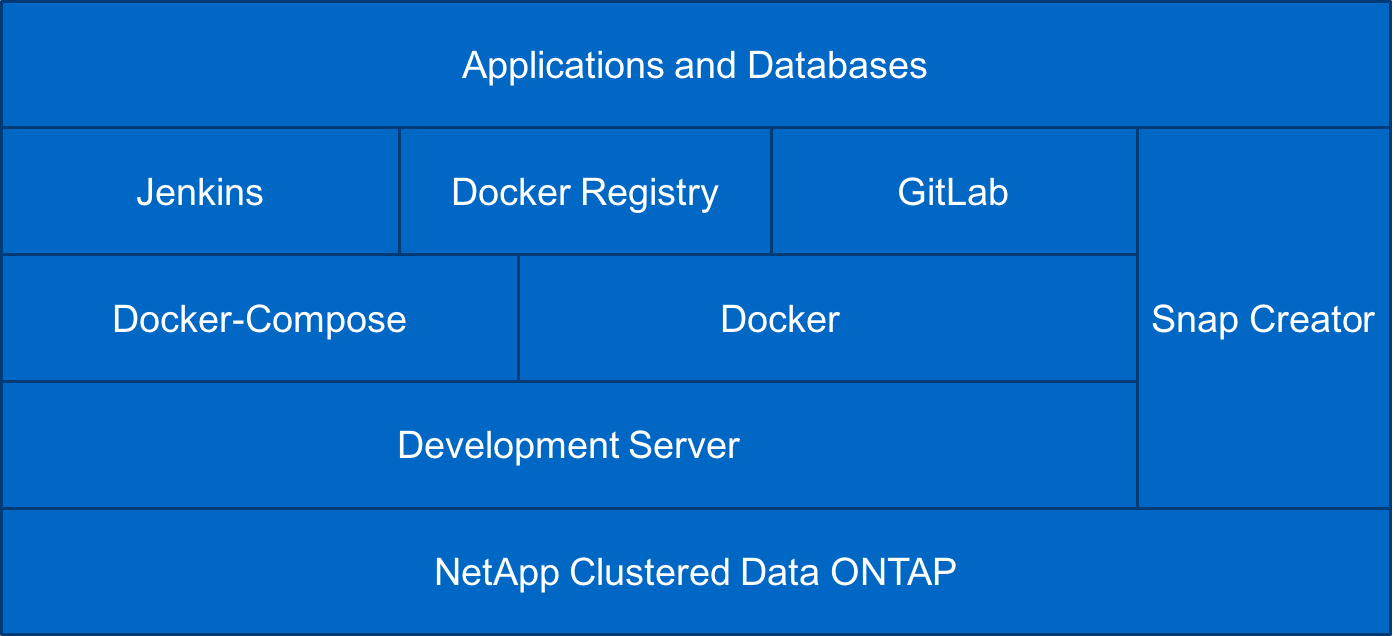 Applications and Databases
Jenkins
Docker Registry
GitLab
Docker-Compose
Docker
Snap Creator
Development Server
NetApp Clustered Data ONTAP